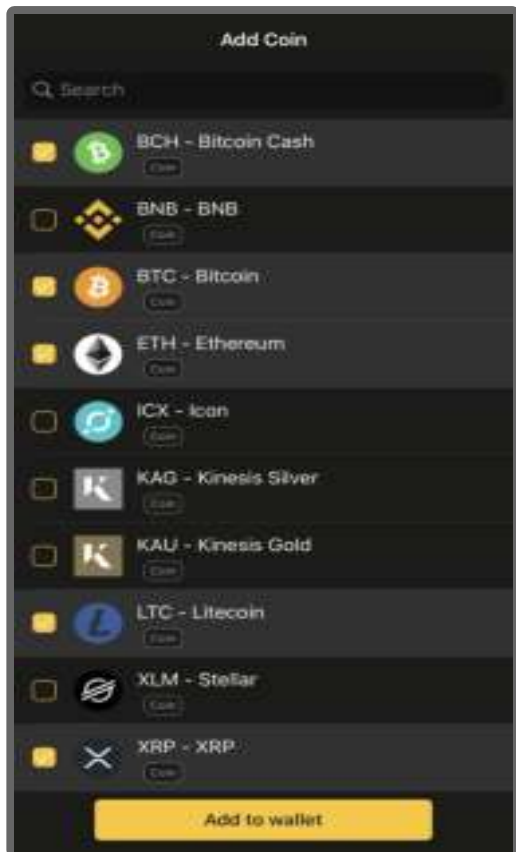 Add Coin
Search
BCH - Bitcoin Cash
Coin
BNB - BNB
Coin
BTC - Bitcoin
Coin
ETH - Ethereum
Coin
ICX - Icon
Coin
KAG - Kinesis Silver
Coin
KAU - Kinesis Gold
Coin
LTC - Litecoin
Coin
XLM - Stellar
Coin
XRP - XRP
Coin
Add to wallet